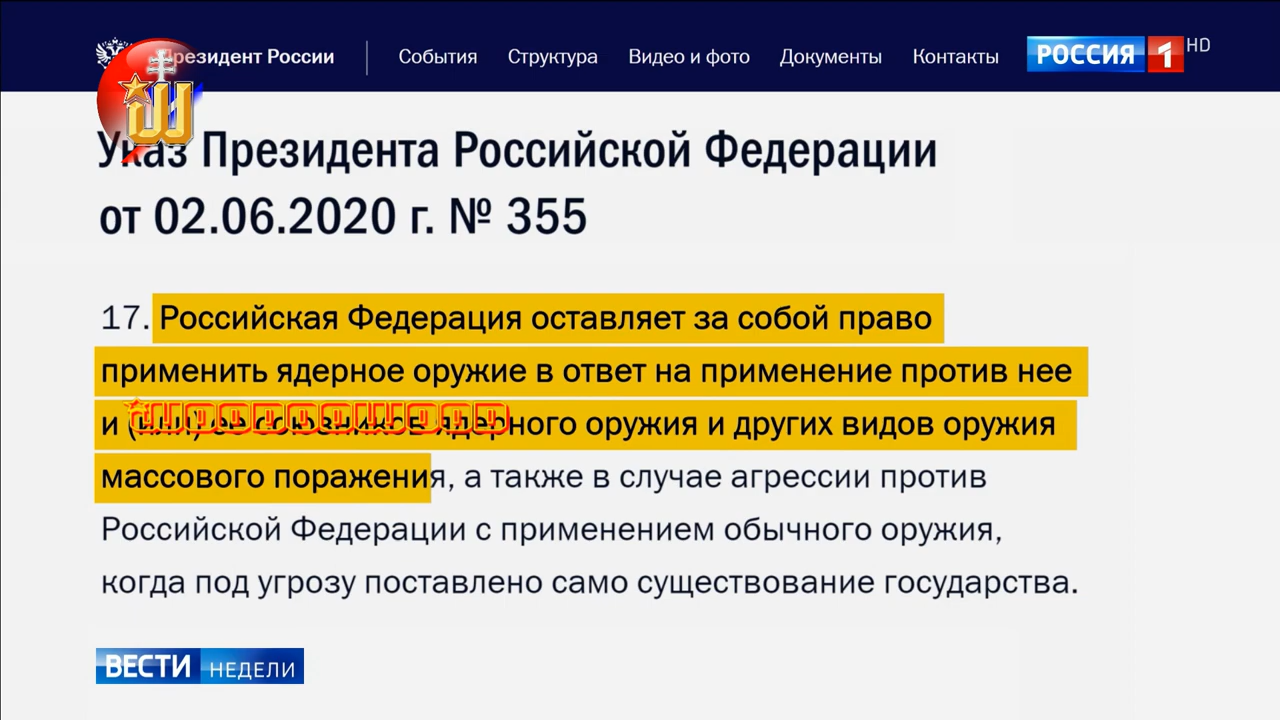 Президент России
События
Структура
Видео и фото
Документы
Контакты
РОССИЯ 1 HD
Указ Президента Российской Федерации
от 02.06.2020 г. № 355
17. Российская Федерация оставляет за собой право
применить ядерное оружие в ответ на применение против нее
и (или) ее союзников ядерного оружия и других видов оружия
массового поражения, а также в случае агрессии против
Российской Федерации с применением обычного оружия,
когда под угрозу поставлено само существование государства.
ВЕСТИ НЕДЕЛИ